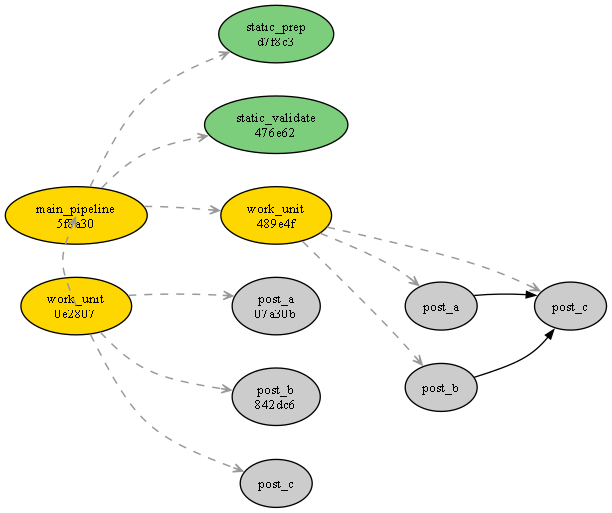 static_prep
d7f8c3
static_validate
476e62
main_pipeline
5f8a30
work_unit
489e4f
work_unit
0e2807
post_a
07a30b
post_a
post_c
post_b
842dc6
post_b
post_c